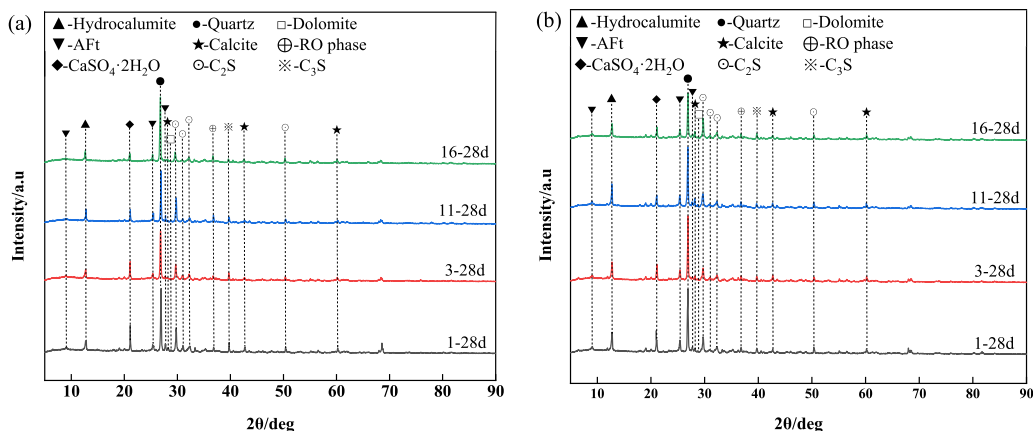 (a)
▲-Hydrocalumite ●-Quartz □-Dolomite
▼-AFt ★-Calcite ⊕-RO phase
◆-CaSO₄·2H₂O ⊙-C₂S ※-C₃S
16-28d
11-28d
3-28d
1-28d
Intensity/a.u
10 20 30 40 50 60 70 80 90
2θ/deg
(b)
▲-Hydrocalumite ●-Quartz □-Dolomite
▼-AFt ★-Calcite ⊕-RO phase
◆-CaSO₄·2H₂O ⊙-C₂S ※-C₃S
16-28d
11-28d
3-28d
1-28d
Intensity/a.u
10 20 30 40 50 60 70 80 90
2θ/deg